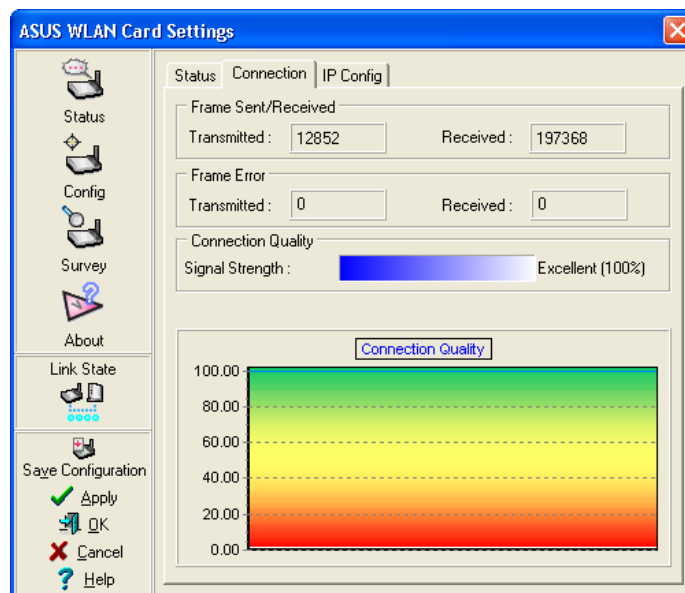 ASUS WLAN Card Settings
Status
Config
Survey
About
Link State
Save Configuration
Apply
OK
Cancel
Help
Status Connection IP Config
Frame Sent/Received
Transmitted : 12852 Received : 197368
Frame Error
Transmitted : 0 Received : 0
Connection Quality
Signal Strength : Excellent (100%)
Connection Quality
100.00
80.00
60.00
40.00
20.00
0.00